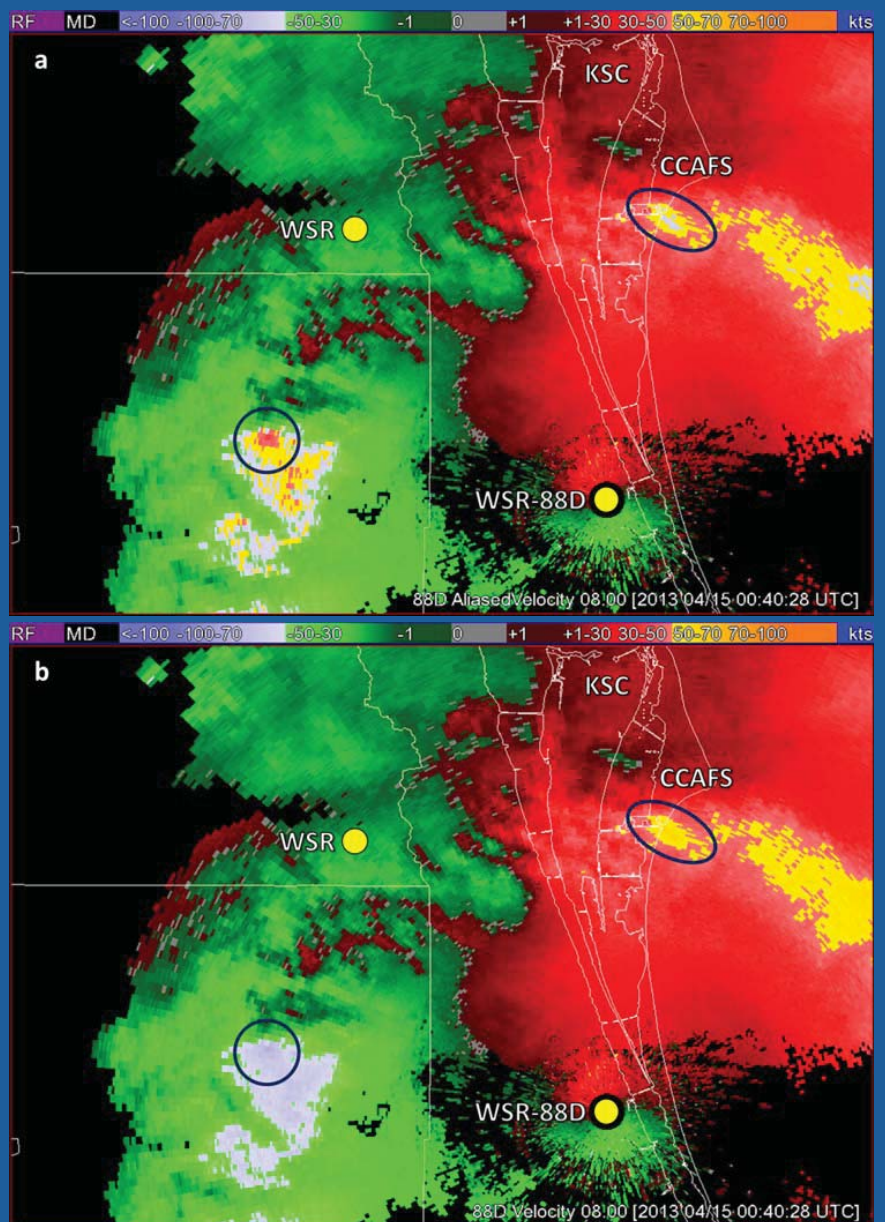 RF MD <-100 -100-70 -50-30 -1 0 +1 +1-30 30-50 50-70 70-100 kts
a
KSC
CCAFS
WSR
WSR-88D
88D AliasedVelocity 08.00 [2013/04/15 00:40:28 UTC]
RF MD <-100 -100-70 -50-30 -1 0 +1 +1-30 30-50 50-70 70-100 kts
b
KSC
CCAFS
WSR
WSR-88D
88D Velocity 08.00 [2013/04/15 00:40:28 UTC]